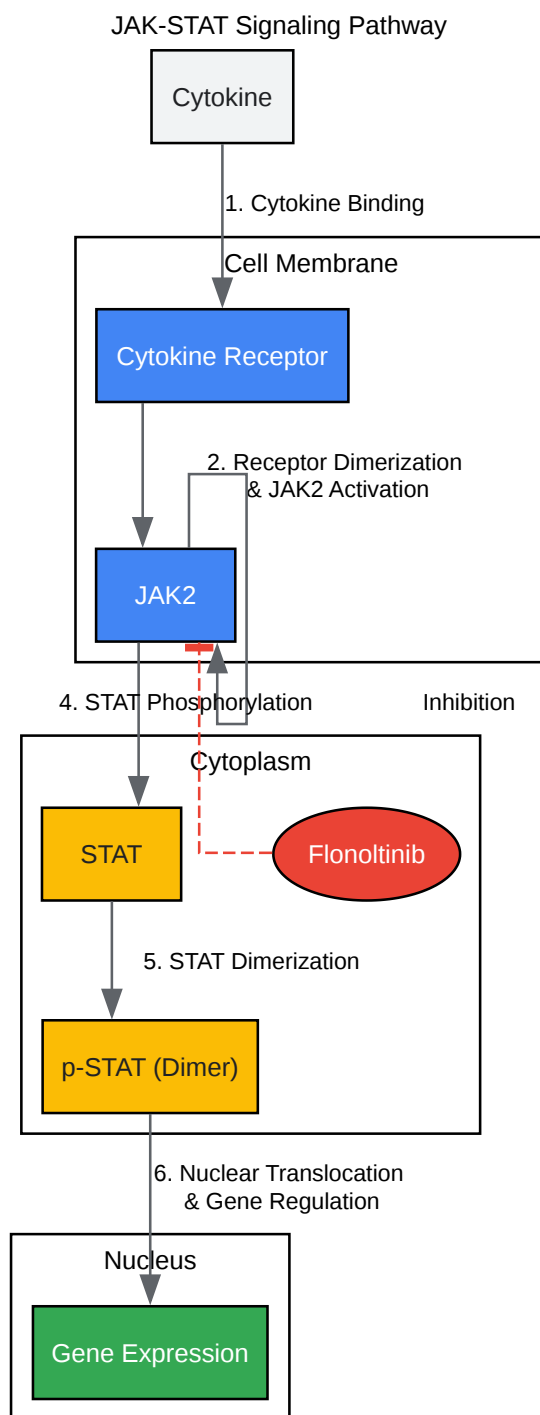 JAK-STAT Signaling Pathway
Cytokine
1. Cytokine Binding
Cell Membrane
Cytokine Receptor
2. Receptor Dimerization
& JAK2 Activation
JAK2
4. STAT Phosphorylation
Inhibition
Cytoplasm
STAT
Flonoltinib
5. STAT Dimerization
p-STAT (Dimer)
6. Nuclear Translocation
& Gene Regulation
Nucleus
Gene Expression